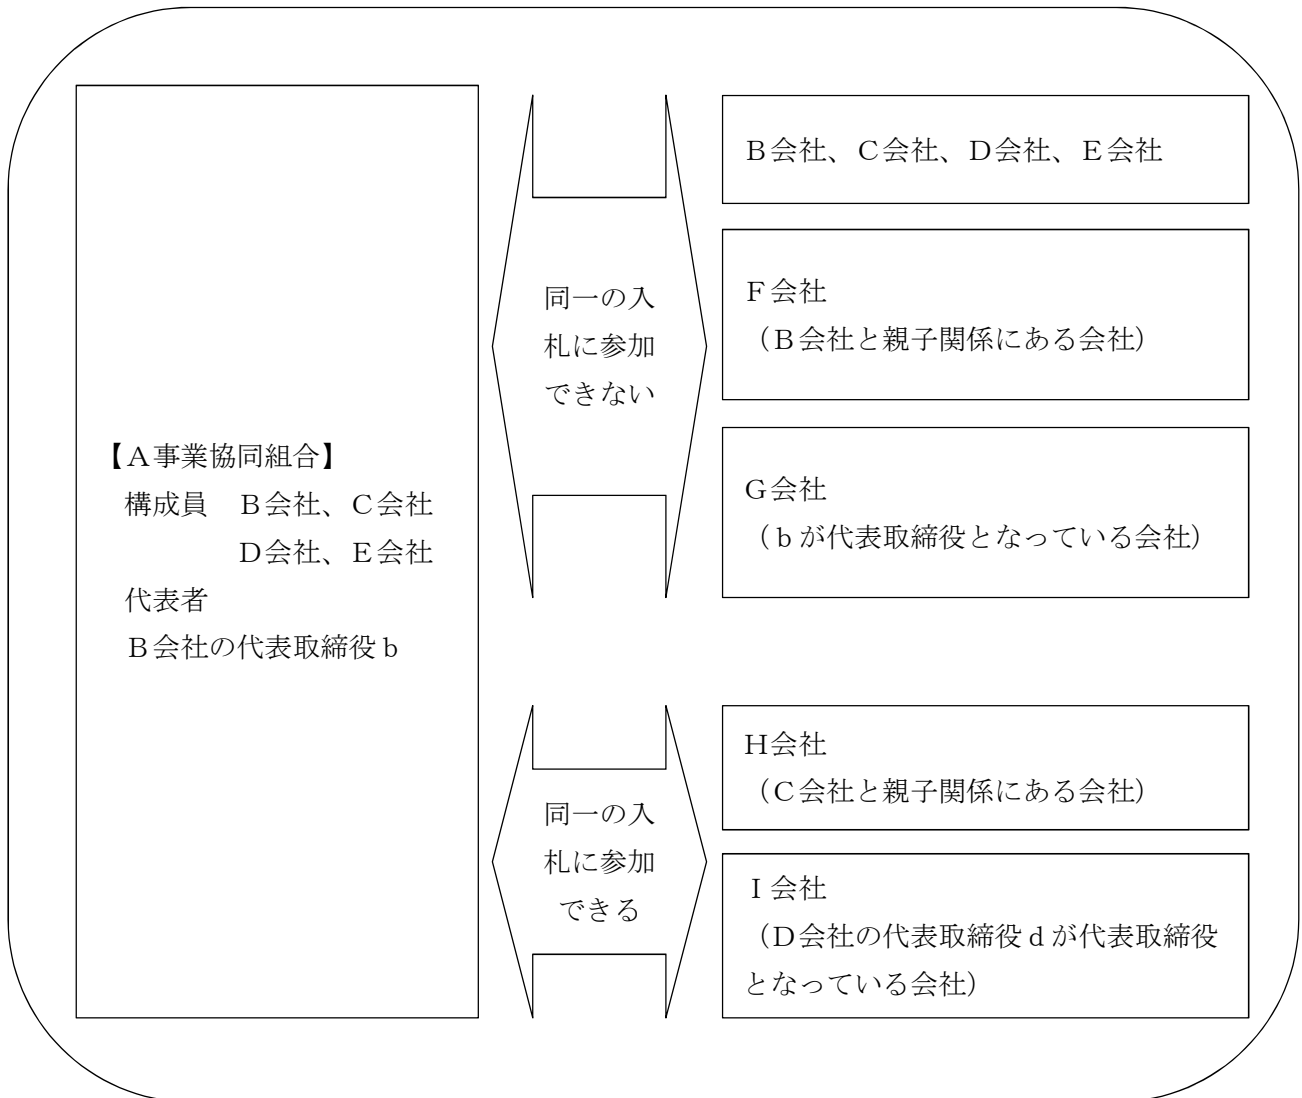 【Ａ事業協同組合】
構成員　Ｂ会社、Ｃ会社
Ｄ会社、Ｅ会社
代表者
Ｂ会社の代表取締役ｂ
同一の入
札に参加
できない
Ｂ会社、Ｃ会社、Ｄ会社、Ｅ会社
Ｆ会社
（Ｂ会社と親子関係にある会社）
Ｇ会社
（ｂが代表取締役となっている会社）
同一の入
札に参加
できる
Ｈ会社
（Ｃ会社と親子関係にある会社）
Ｉ会社
（Ｄ会社の代表取締役ｄが代表取締役
となっている会社）